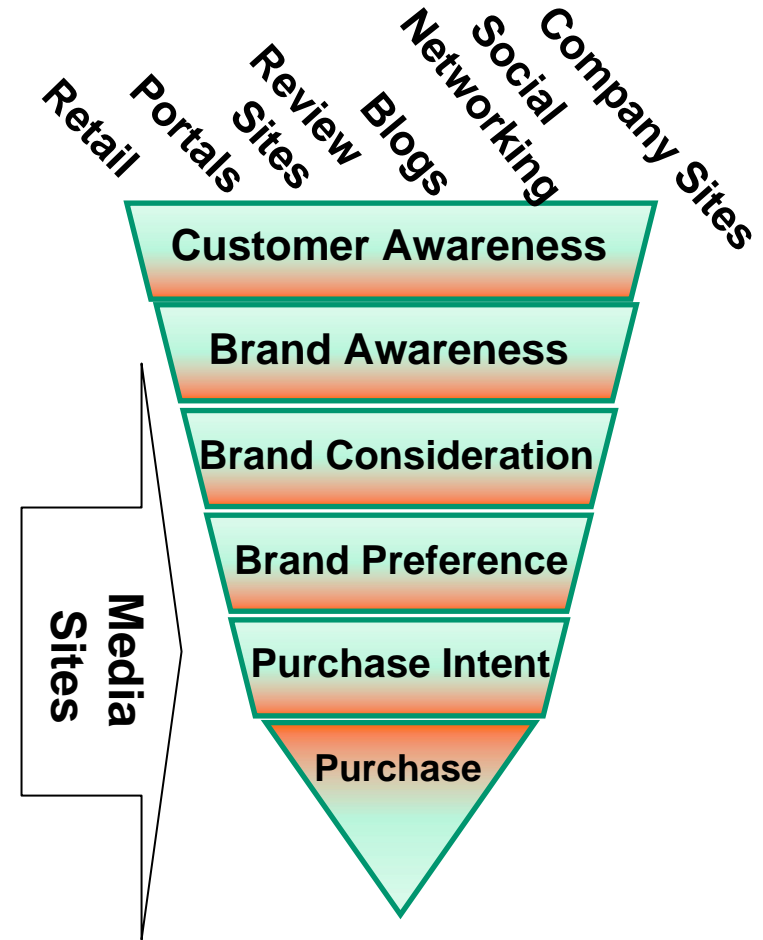 Retail
Portals
Review
Sites
Blogs
Social
Networking
Company Sites
Customer Awareness
Brand Awareness
Brand Consideration
Brand Preference
Purchase Intent
Purchase
Media
Sites